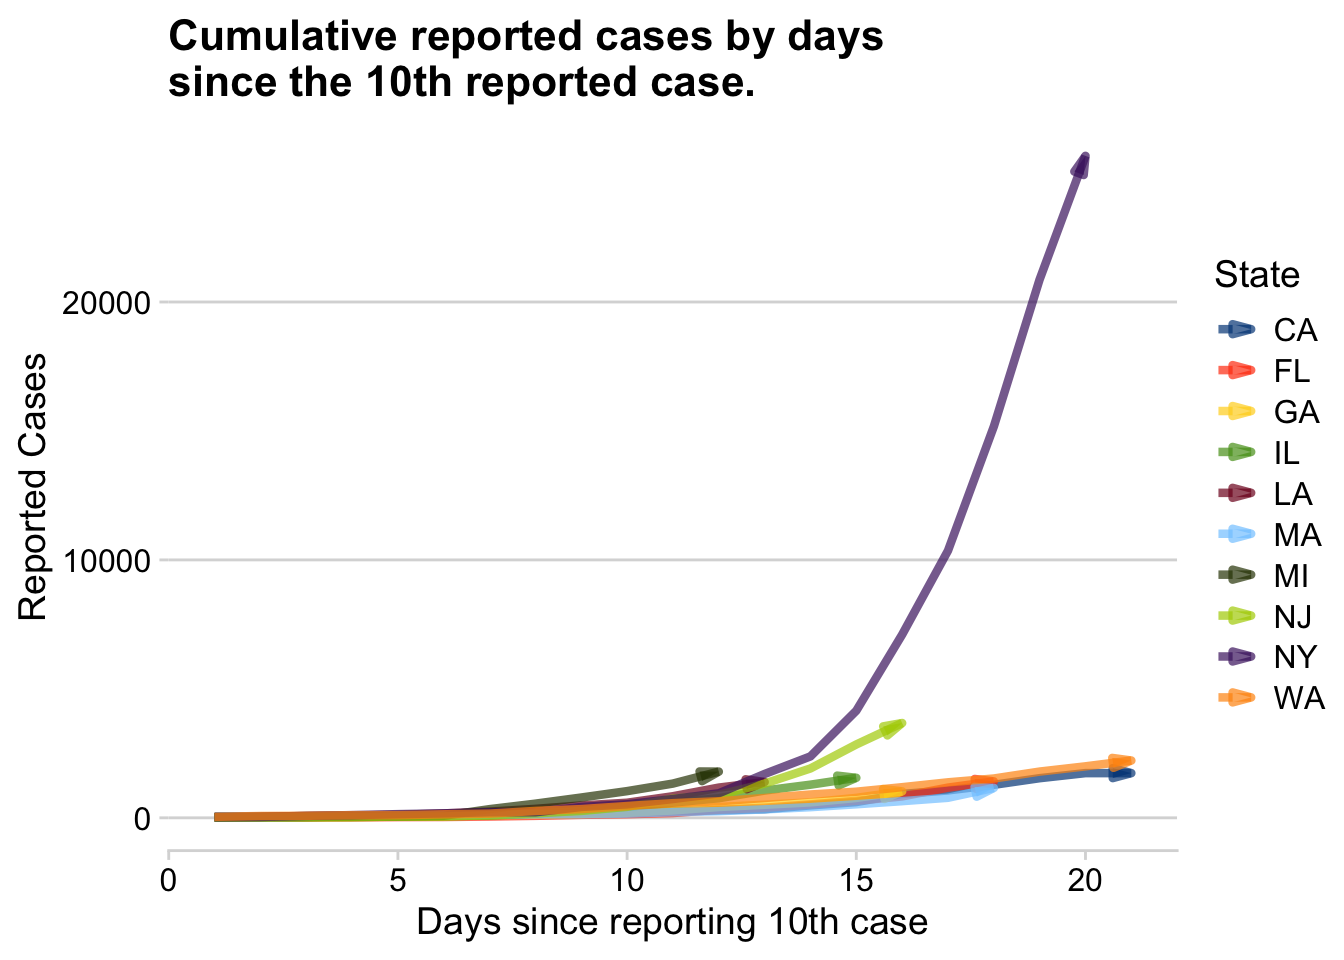 Cumulative reported cases by days
since the 10th reported case.
Reported Cases
20000
10000
0
0 5 10 15 20
Days since reporting 10th case
State
CA
FL
GA
IL
LA
MA
MI
NJ
NY
WA